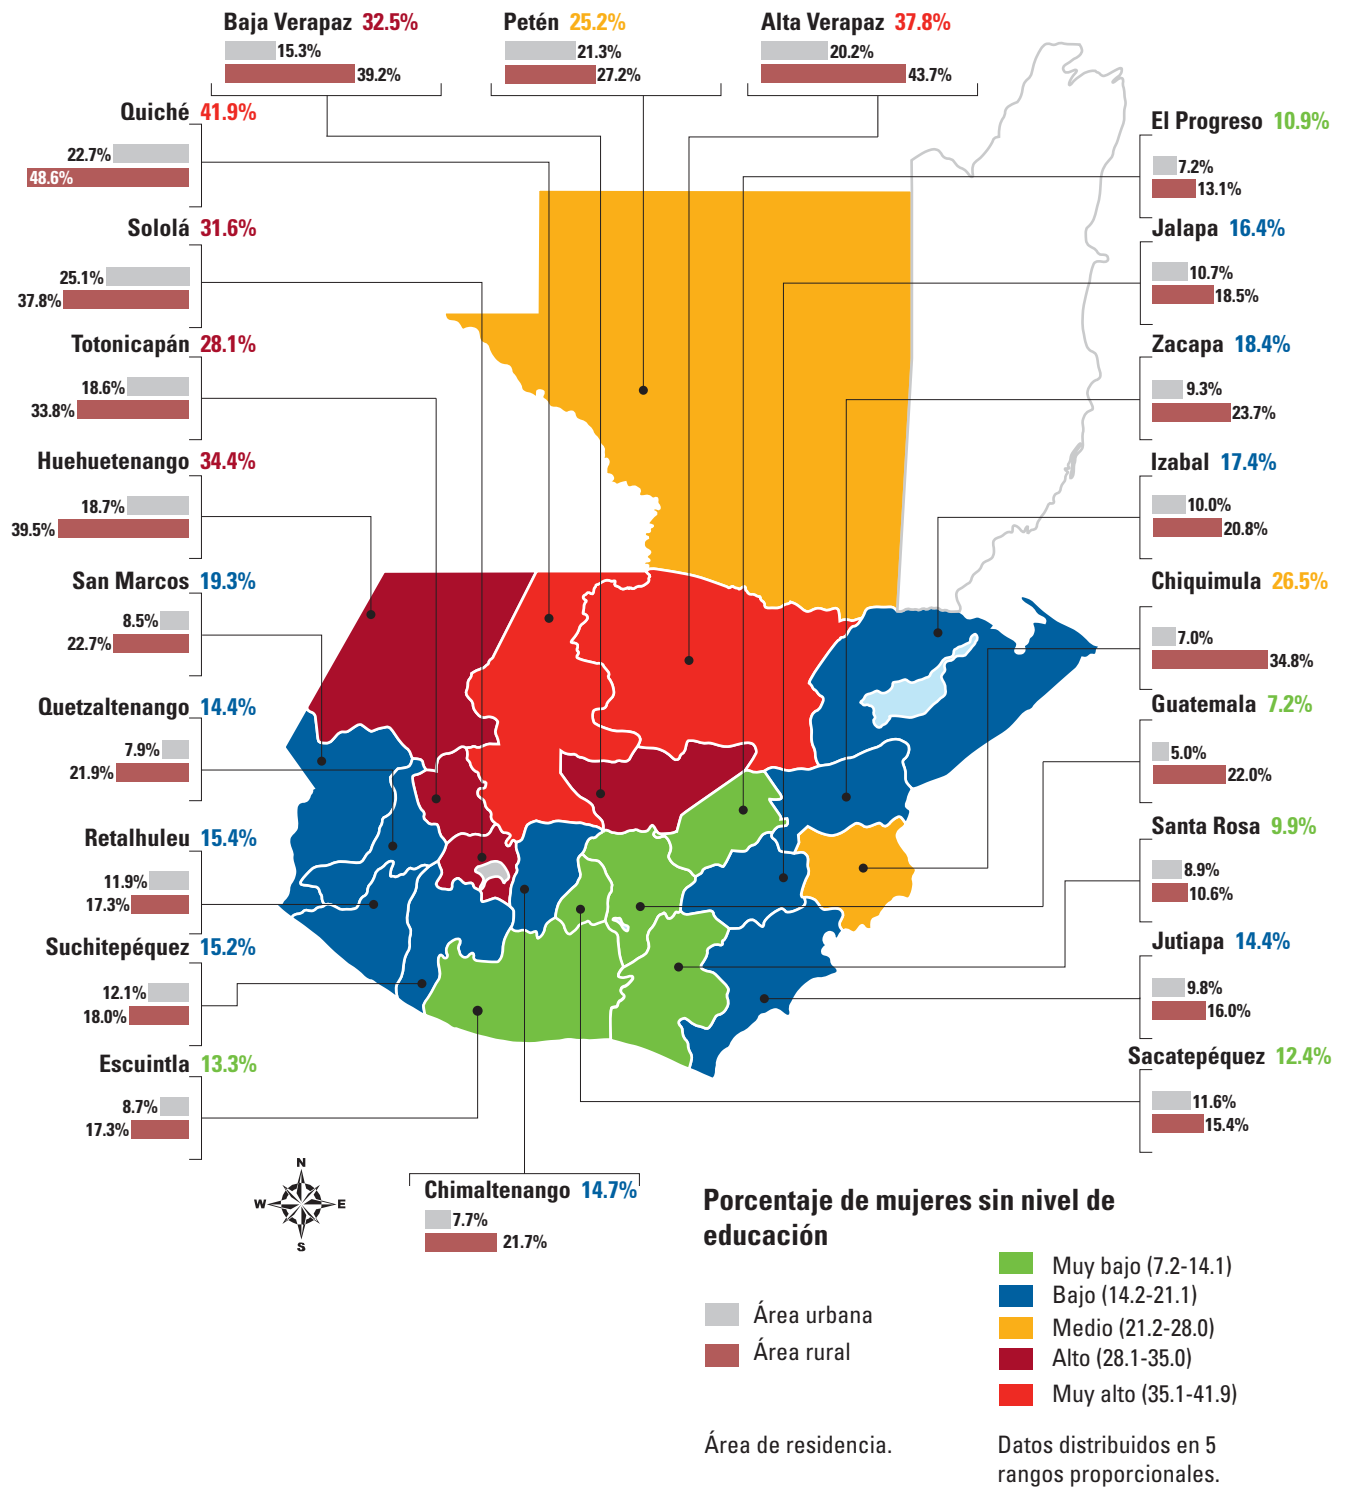 Baja Verapaz 32.5%
15.3%
39.2%
Petén 25.2%
21.3%
27.2%
Alta Verapaz 37.8%
20.2%
43.7%
Quiché 41.9%
22.7%
48.6%
Sololá 31.6%
25.1%
37.8%
Totonicapán 28.1%
18.6%
33.8%
Huehuetenango 34.4%
18.7%
39.5%
San Marcos 19.3%
8.5%
22.7%
Quetzaltenango 14.4%
7.9%
21.9%
Retalhuleu 15.4%
11.9%
17.3%
Suchitepéquez 15.2%
12.1%
18.0%
Escuintla 13.3%
8.7%
17.3%
El Progreso 10.9%
7.2%
13.1%
Jalapa 16.4%
10.7%
18.5%
Zacapa 18.4%
9.3%
23.7%
Izabal 17.4%
10.0%
20.8%
Chiquimula 26.5%
7.0%
34.8%
Guatemala 7.2%
5.0%
22.0%
Santa Rosa 9.9%
8.9%
10.6%
Jutiapa 14.4%
9.8%
16.0%
Sacatepéquez 12.4%
11.6%
15.4%
N
W
E
S
Chimaltenango 14.7%
7.7%
21.7%
Porcentaje de mujeres sin nivel de
educación
Área urbana
Área rural
Muy bajo (7.2-14.1)
Bajo (14.2-21.1)
Medio (21.2-28.0)
Alto (28.1-35.0)
Muy alto (35.1-41.9)
Área de residencia.
Datos distribuidos en 5
rangos proporcionales.